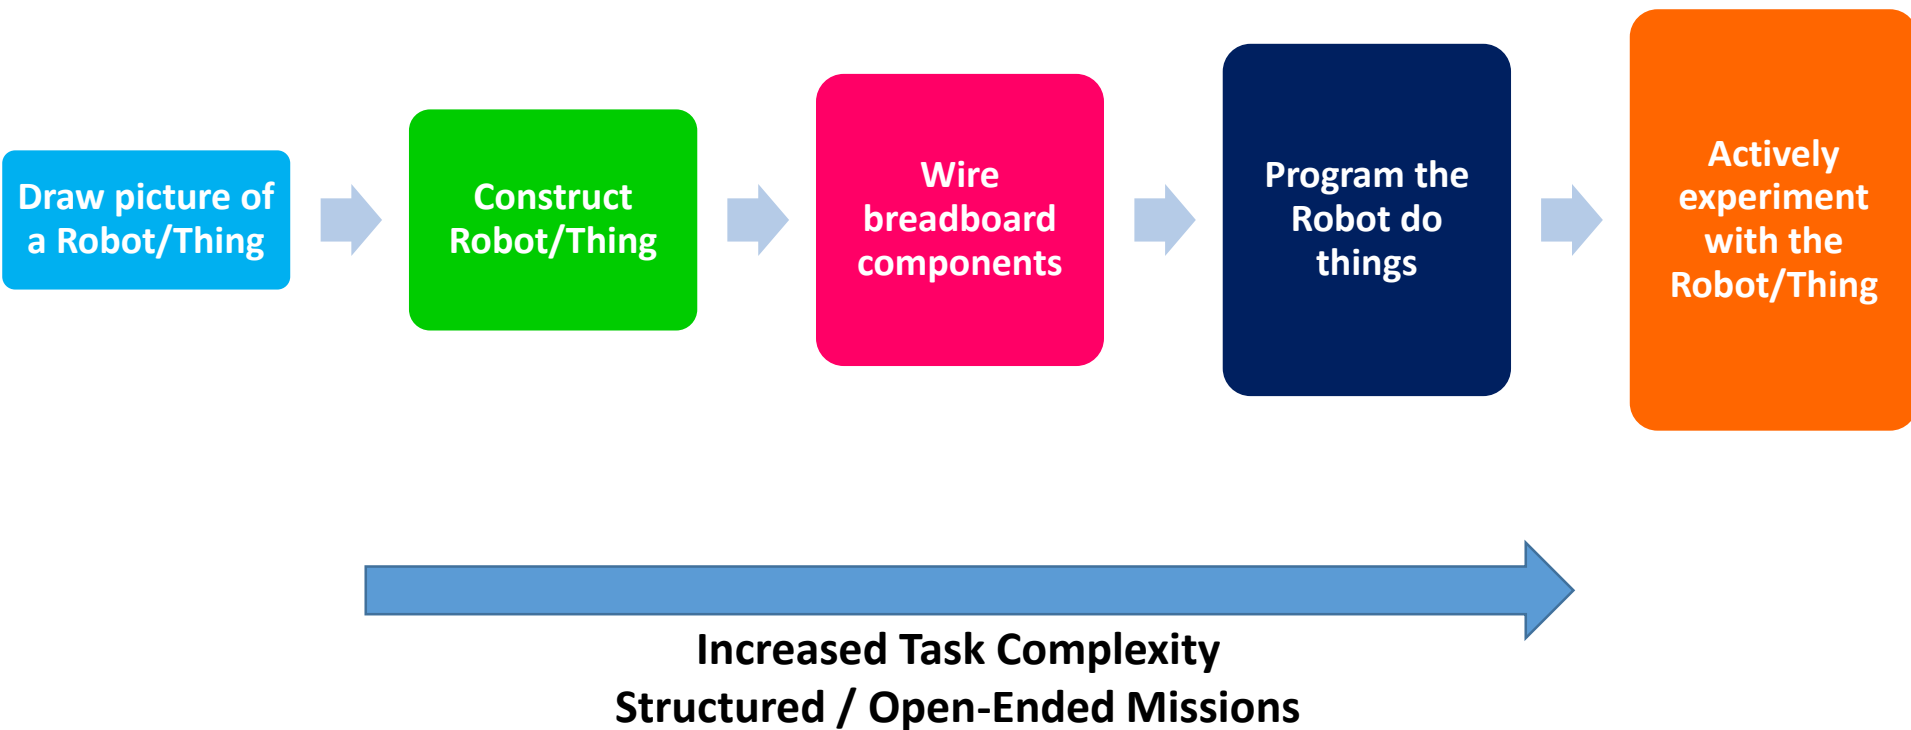 Draw picture of
a Robot/Thing
Construct
Robot/Thing
Wire
breadboard
components
Program the
Robot do
things
Actively
experiment
with the
Robot/Thing
Increased Task Complexity
Structured / Open-Ended Missions